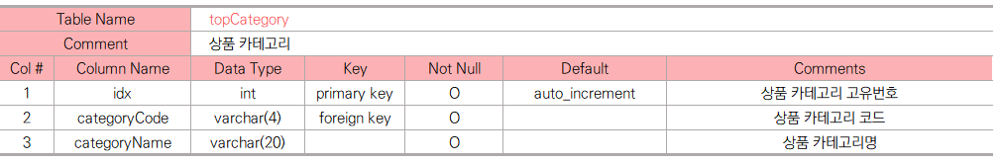 Table Name topCategory
Comment 상품 카테고리
Col # Column Name Data Type Key Not Null Default Comments
1 idx int primary key O auto_increment 상품 카테고리 고유번호
2 categoryCode varchar(4) foreign key O 상품 카테고리 코드
3 categoryName varchar(20) O 상품 카테고리명